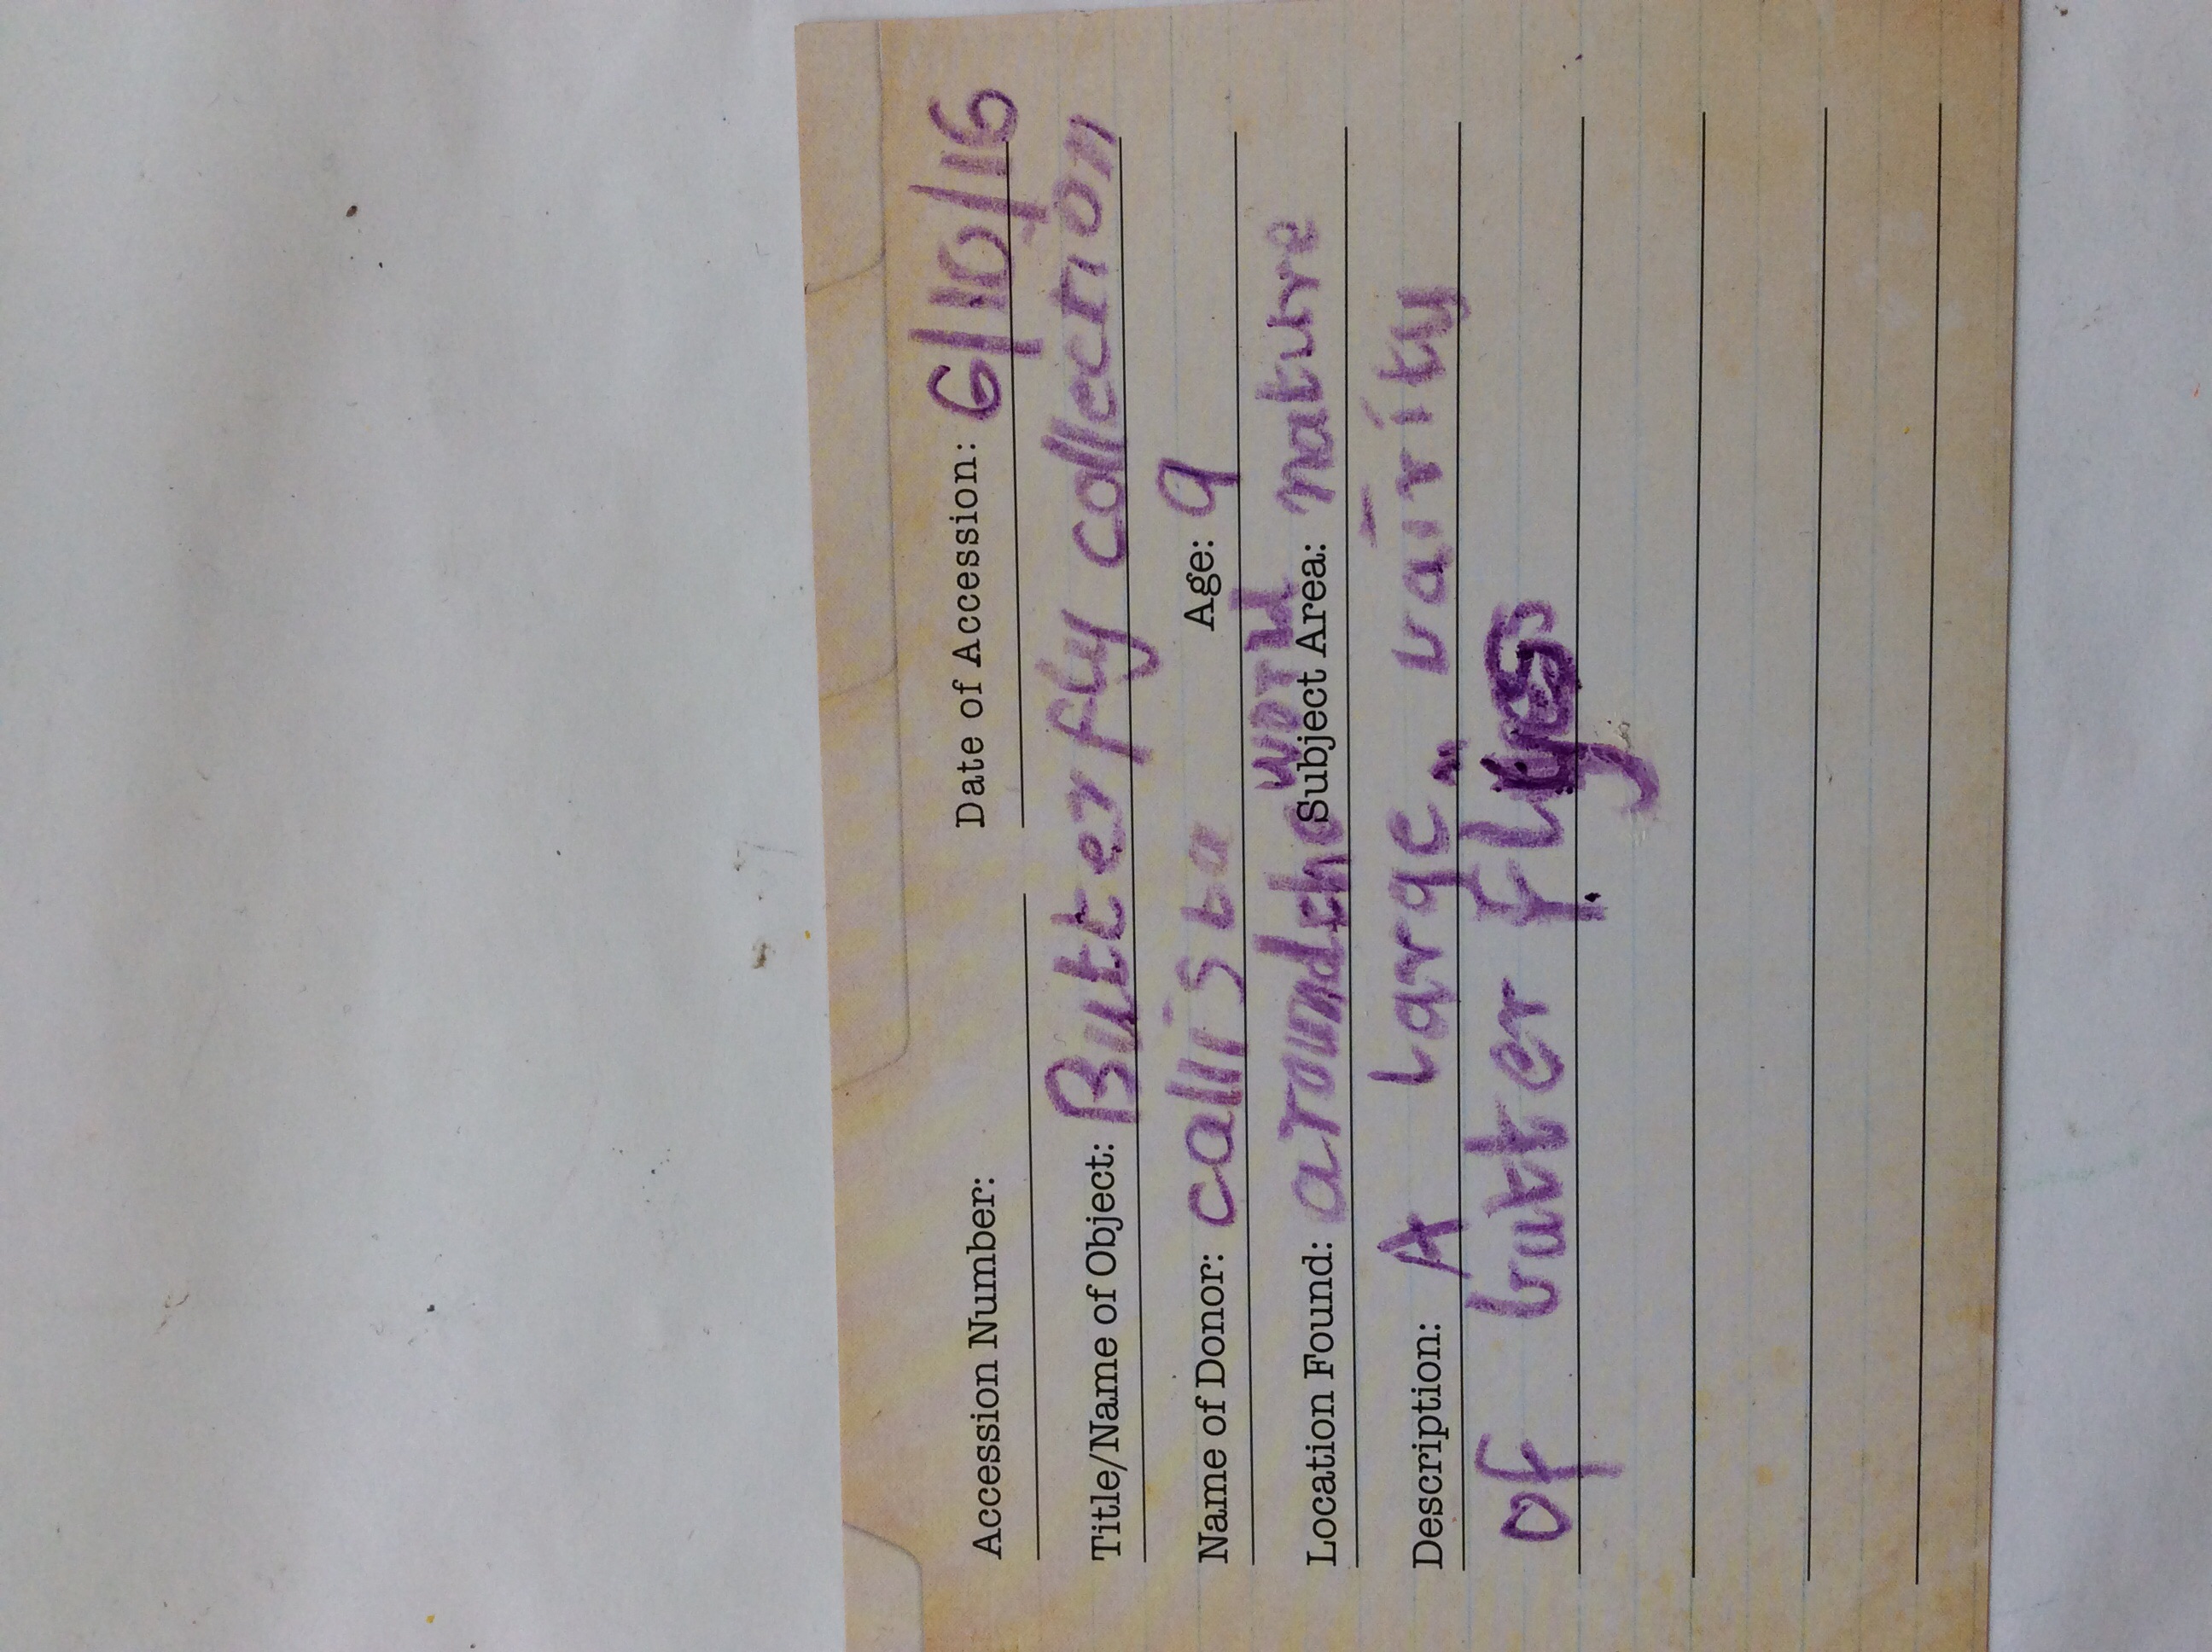 Accession Number: Date of Accession: 6/10/16
Title/Name of Object: Butterfly collection
Name of Donor: callista Age: 9
Location Found: around the world Subject Area: nature
Description: A large vairity
of butter flyes